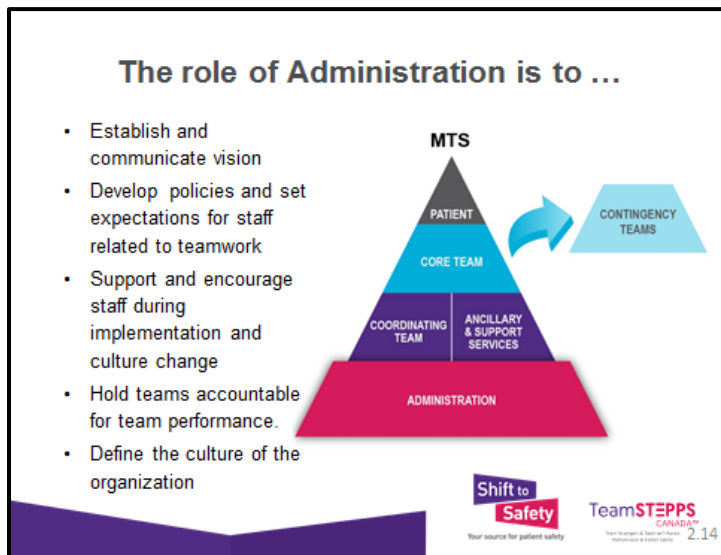 The role of Administration is to ...
• Establish and
communicate vision
• Develop policies and set
expectations for staff
related to teamwork
• Support and encourage
staff during
implementation and
culture change
• Hold teams accountable
for team performance.
• Define the culture of the
organization
MTS
PATIENT
CORE TEAM
COORDINATING
TEAM
ANCILLARY
& SUPPORT
SERVICES
ADMINISTRATION
CONTINGENCY
TEAMS
Shift to
Safety
Your source for patient safety
TeamSTEPPS
CANADA™
2.14